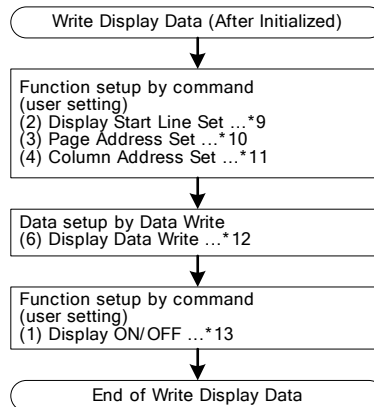 Write Display Data (After Initialized)
Function setup by command
(user setting)
(2) Display Start Line Set ...*9
(3) Page Address Set ...*10
(4) Column Address Set ...*11
Data setup by Data Write
(6) Display Data Write ...*12
Function setup by command
(user setting)
(1) Display ON/OFF ...*13
End of Write Display Data